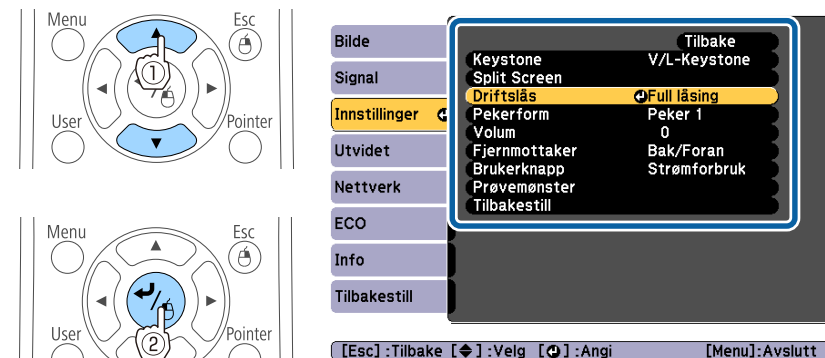 Menu
Esc
1
User
Pointer
Menu
Esc
User
Pointer
2
Bilde
Signal
Innstillinger
Utvidet
Nettverk
ECO
Info
Tilbakestill
Tilbake
Keystone V/L-Keystone
Split Screen
Driftslås Full låsing
Pekerform Peker 1
Volum 0
Fjernmottaker Bak/Foran
Brukerknapp Strømforbruk
Prøvemønster
Tilbakestill
[Esc] :Tilbake [◆] :Velg [⏎] :Angi [Menu]:Avslutt